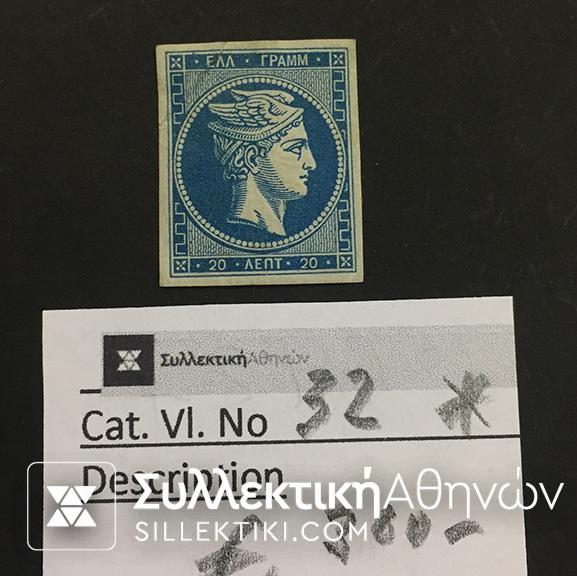 ΕΛΛ · ΓΡΑΜΜ
20 · ΛΕΠΤ · 20
ΣυλλεκτικήΑθηνών
Cat. Vl. No 32 *
Description
ΣυλλεκτικήΑθηνών
SILLEKTIKI.COM